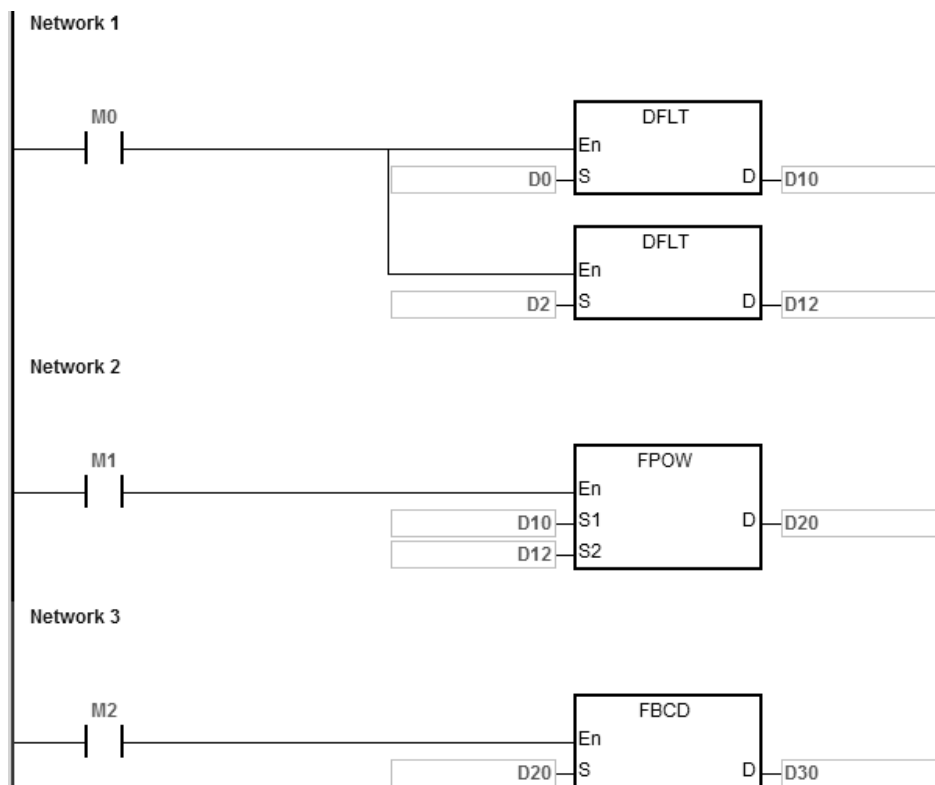 Network 1
M0
DFLT
En
D0 S D D10
DFLT
En
D2 S D D12
Network 2
M1
FPOW
En
D10 S1 D D20
D12 S2
Network 3
M2
FBCD
En
D20 S D D30